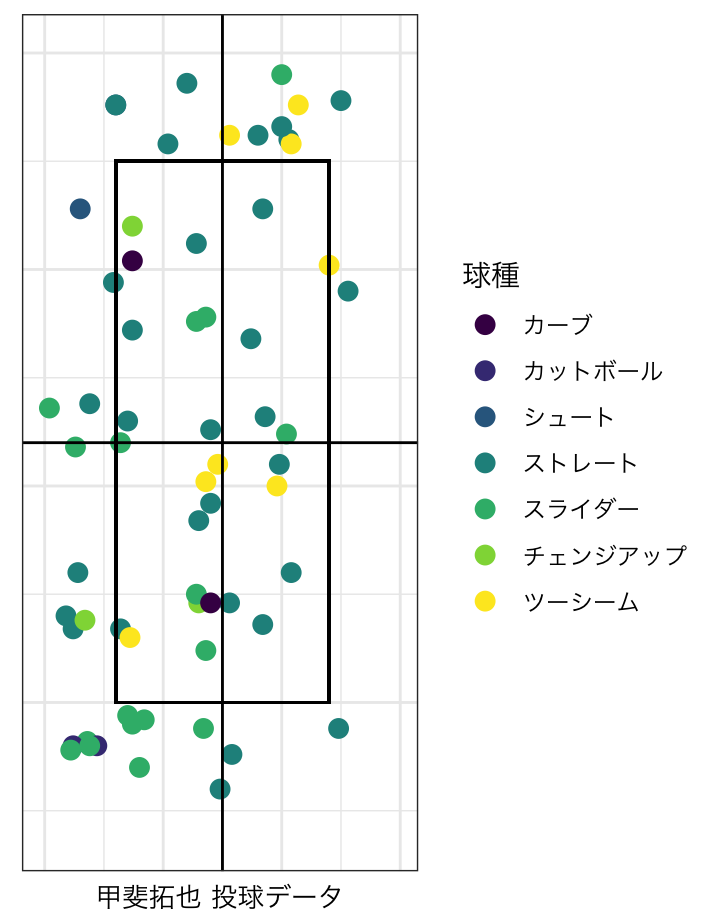 球種
カーブ
カットボール
シュート
ストレート
スライダー
チェンジアップ
ツーシーム
甲斐拓也 投球データ